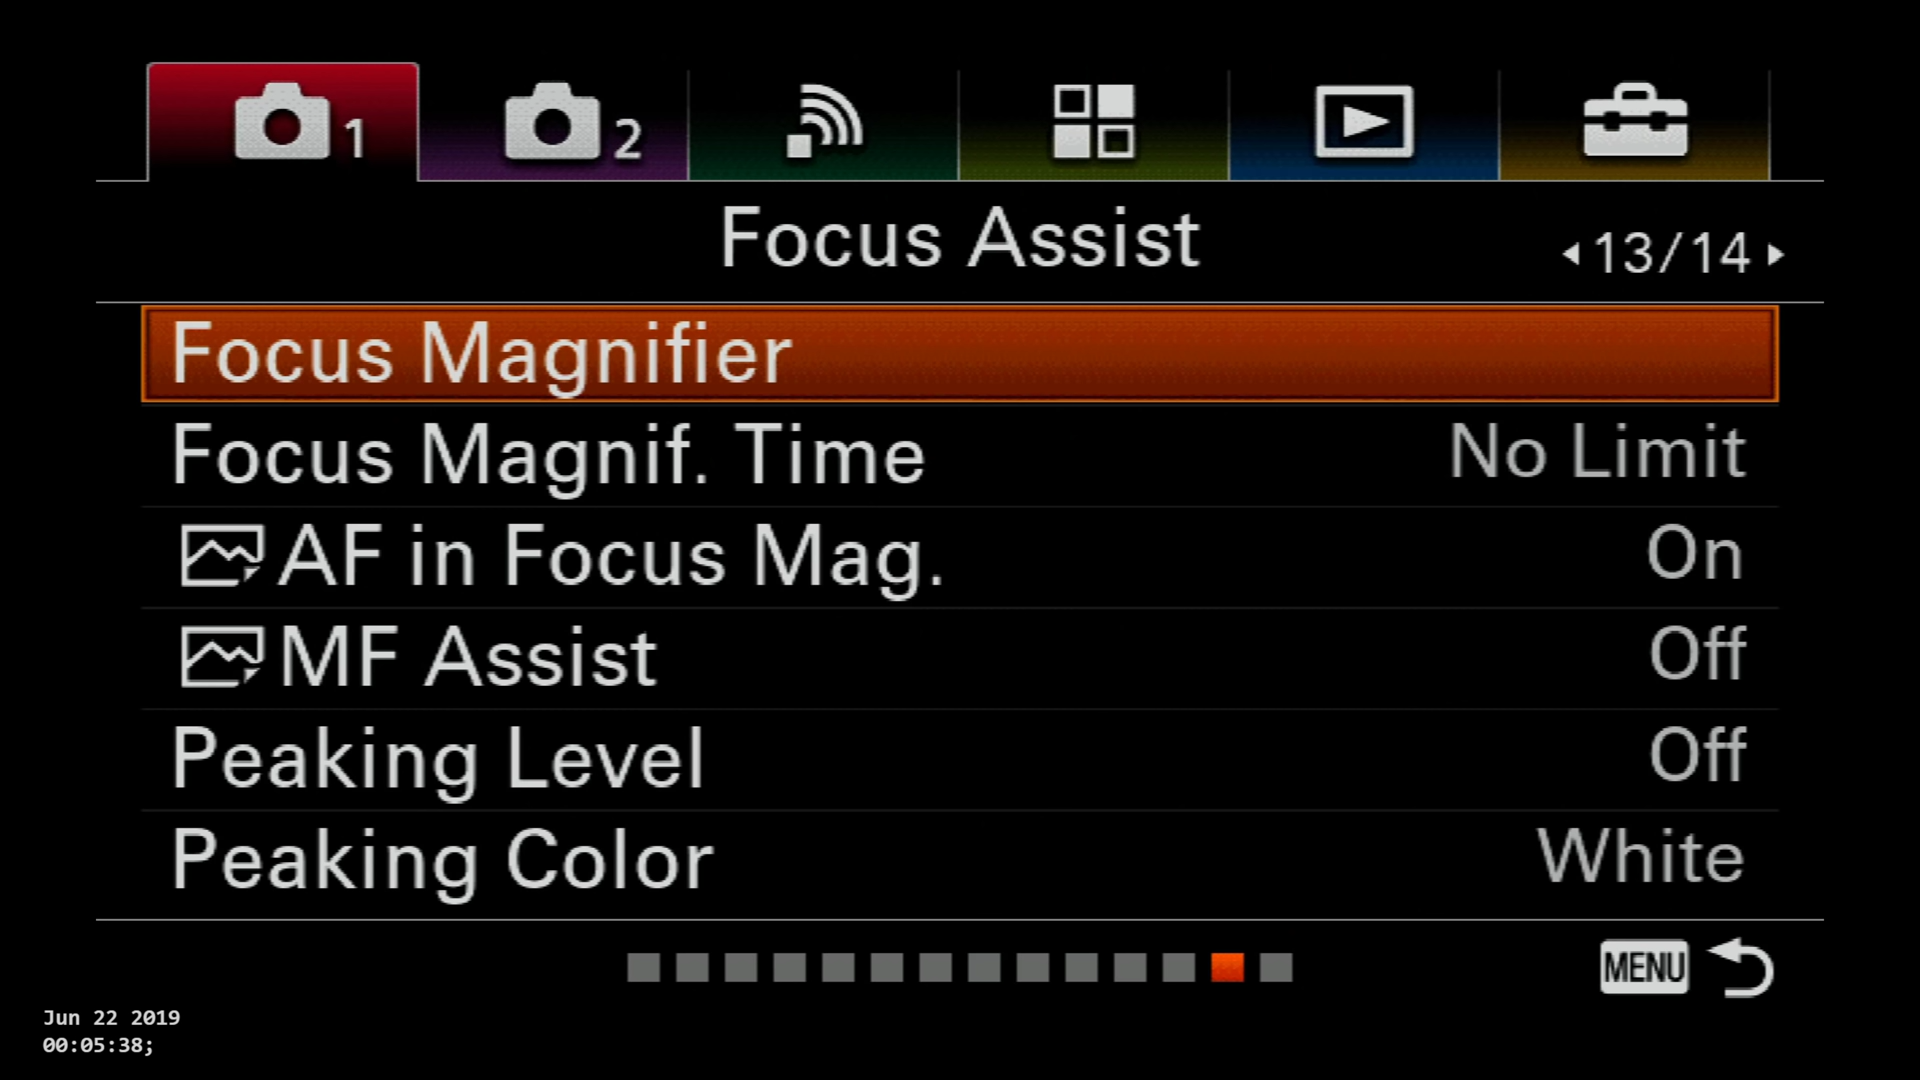 1
2
Focus Assist
13/14
Focus Magnifier
Focus Magnif. Time No Limit
AF in Focus Mag. On
MF Assist Off
Peaking Level Off
Peaking Color White
MENU
Jun 22 2019
00:05:38;